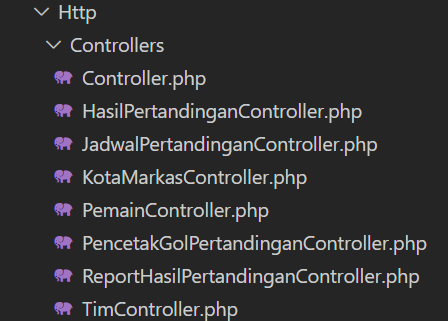 Http
Controllers
Controller.php
HasilPertandinganController.php
JadwalPertandinganController.php
KotaMarkasController.php
PemainController.php
PencetakGolPertandinganController.php
ReportHasilPertandinganController.php
TimController.php